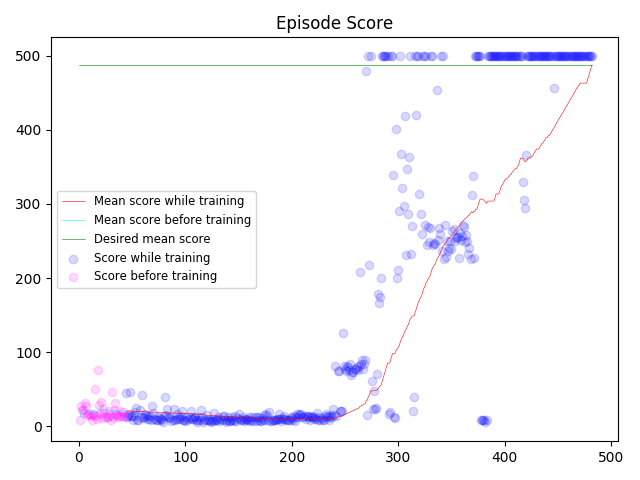 Episode Score
500
400
300
200
100
0
Mean score while training
Mean score before training
Desired mean score
Score while training
Score before training
0 100 200 300 400 500